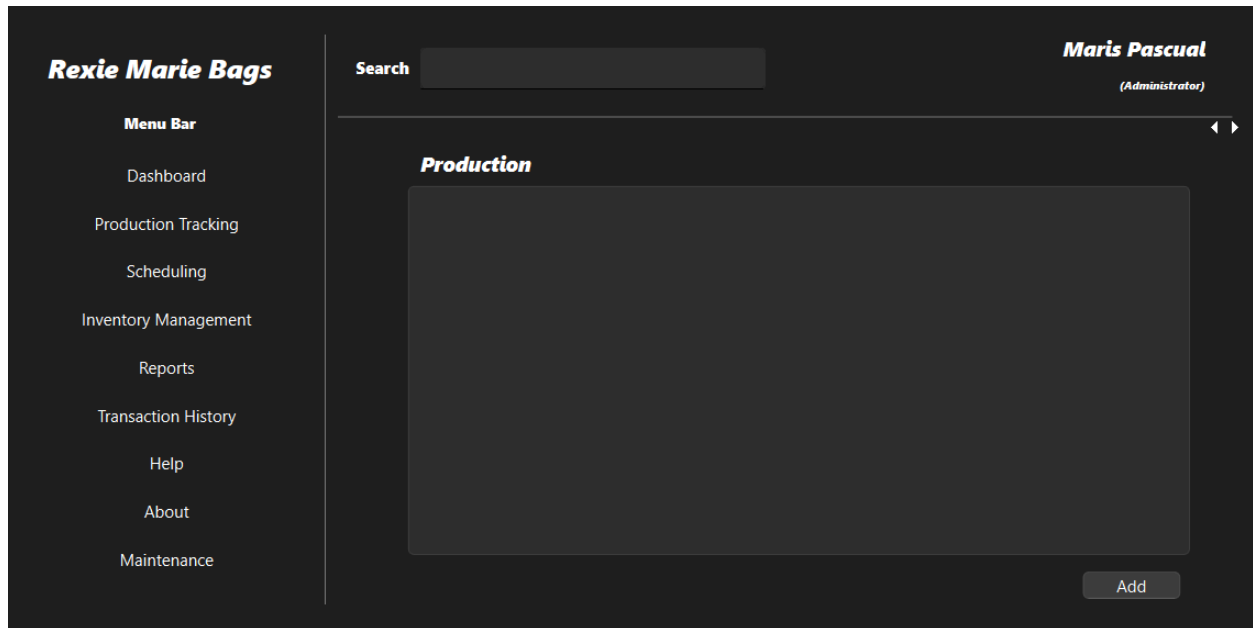 Rexie Marie Bags
Menu Bar
Dashboard
Production Tracking
Scheduling
Inventory Management
Reports
Transaction History
Help
About
Maintenance
Search
Maris Pascual
(Administrator)
Production
Add